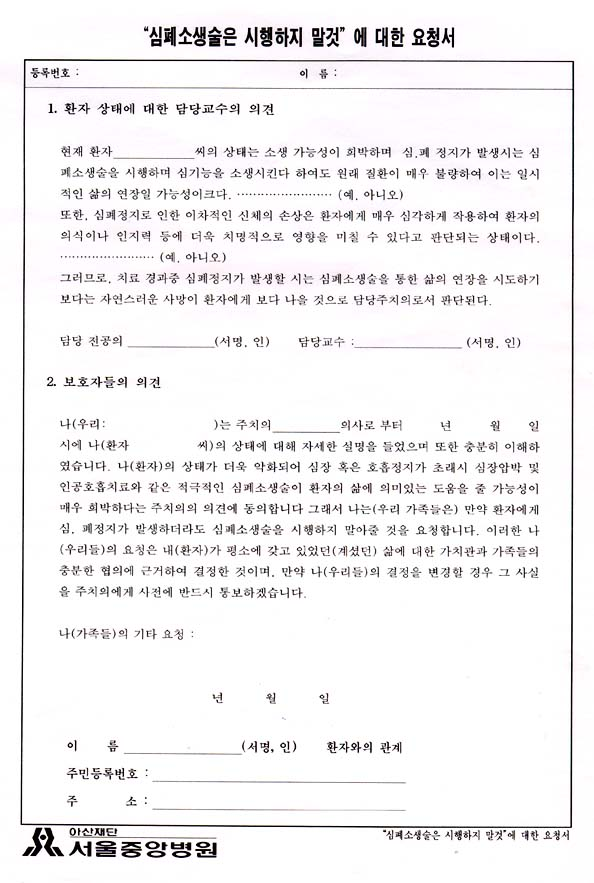 “심폐소생술은 시행하지 말것” 에 대한 요청서
등록번호 : 이 름 :
1. 환자 상태에 대한 담당교수의 의견
현재 환자____________씨의 상태는 소생 가능성이 희박하며 심,폐 정지가 발생시는 심
폐소생술을 시행하며 심기능을 소생시킨다 하여도 원래 질환이 매우 불량하여 이는 일시
적인 삶의 연장일 가능성이크다. ························ (예, 아니오)
또한, 심폐정지로 인한 이차적인 신체의 손상은 환자에게 매우 심각하게 작용하여 환자의
의식이나 인지력 등에 더욱 치명적으로 영향을 미칠 수 있다고 판단되는 상태이다.
························ (예, 아니오)
그러므로, 치료 경과중 심폐정지가 발생할 시는 심폐소생술을 통한 삶의 연장을 시도하기
보다는 자연스러운 사망이 환자에게 보다 나을 것으로 담당주치의로서 판단된다.
담당 전공의 ____________(서명, 인) 담당교수 :____________ (서명, 인)
2. 보호자들의 의견
나(우리: )는 주치의__________의사로 부터 년 월 일
시에 나(환자 씨)의 상태에 대해 자세한 설명을 들었으며 또한 충분히 이해하
였습니다. 나(환자)의 상태가 더욱 악화되어 심장 혹은 호흡정지가 초래시 심장압박 및
인공호흡치료와 같은 적극적인 심폐소생술이 환자의 삶에 의미있는 도움을 줄 가능성이
매우 희박하다는 주치의의 의견에 동의합니다 그래서 나는(우리 가족들은) 만약 환자에게
심, 폐정지가 발생하더라도 심폐소생술을 시행하지 말아줄 것을 요청합니다. 이러한 나
(우리들)의 요청은 내(환자)가 평소에 갖고 있었던(계셨던) 삶에 대한 가치관과 가족들의
충분한 협의에 근거하여 결정한 것이며, 만약 나(우리들)의 결정을 변경할 경우 그 사실
을 주치의에게 사전에 반드시 통보하겠습니다.
나(가족들)의 기타 요청 :
년 월 일
이 름 ______________(서명, 인) 환자와의 관계
주민등록번호 : ______________
주 소 : ______________
아산재단
서울중앙병원
“심폐소생술은 시행하지 말것”에 대한 요청서